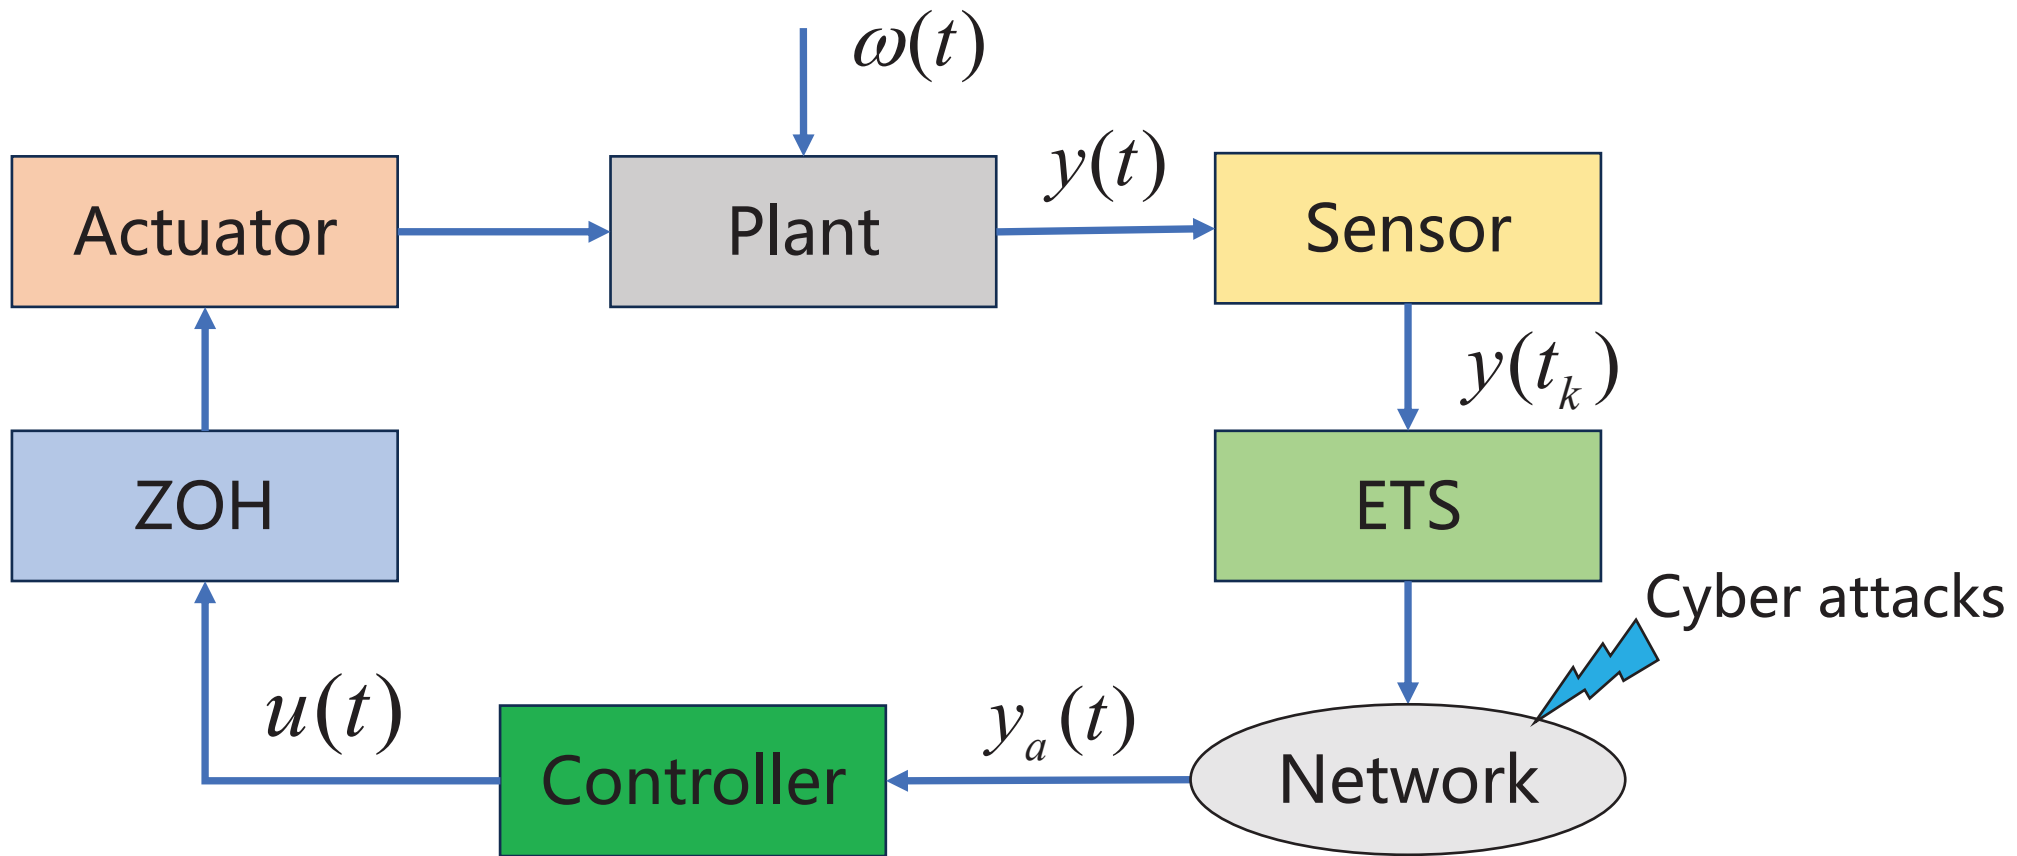 ω(t)
Actuator
Plant
y(t)
Sensor
y(t_k)
ZOH
ETS
Cyber attacks
u(t)
Controller
y_a(t)
Network